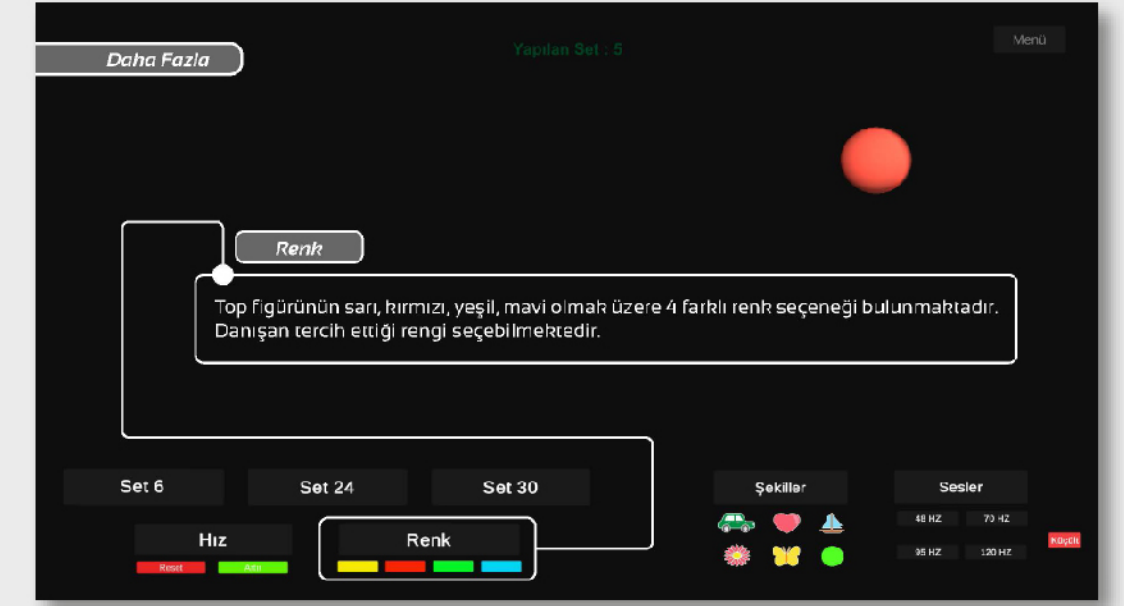 Daha Fazla
Yapılan Set : 5
Menü
Renk
Top figürünün sarı, kırmızı, yeşil, mavi olmak üzere 4 farklı renk seçeneği bulunmaktadır.
Danışan tercih ettiği rengi seçebilmektedir.
Set 6
Set 24
Set 30
Şekiller
Sesler
48 HZ
70 HZ
Hız
Renk
95 HZ
120 HZ
Küçült
Reset